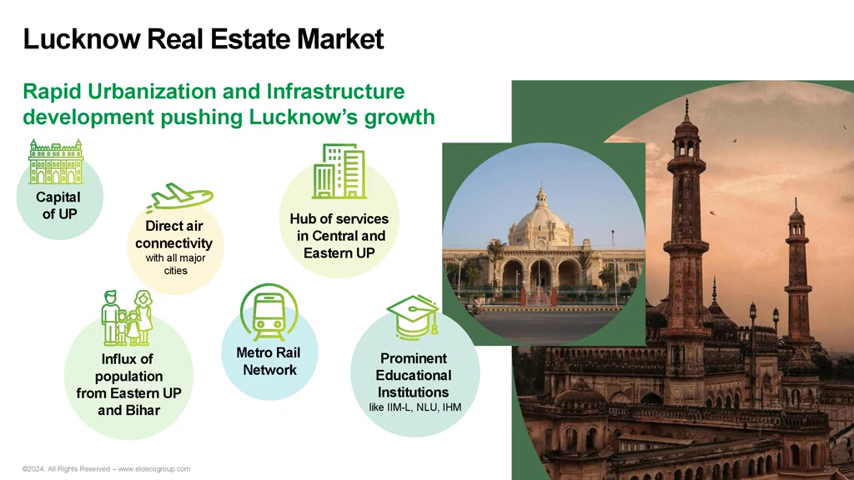 Lucknow Real Estate Market
Rapid Urbanization and Infrastructure
development pushing Lucknow’s growth
Capital
of UP
Direct air
connectivity
with all major
cities
Hub of services
in Central and
Eastern UP
Influx of
population
from Eastern UP
and Bihar
Metro Rail
Network
Prominent
Educational
Institutions
like IIM-L, NLU, IHM
©2024, All Rights Reserved – www.eldecogroup.com